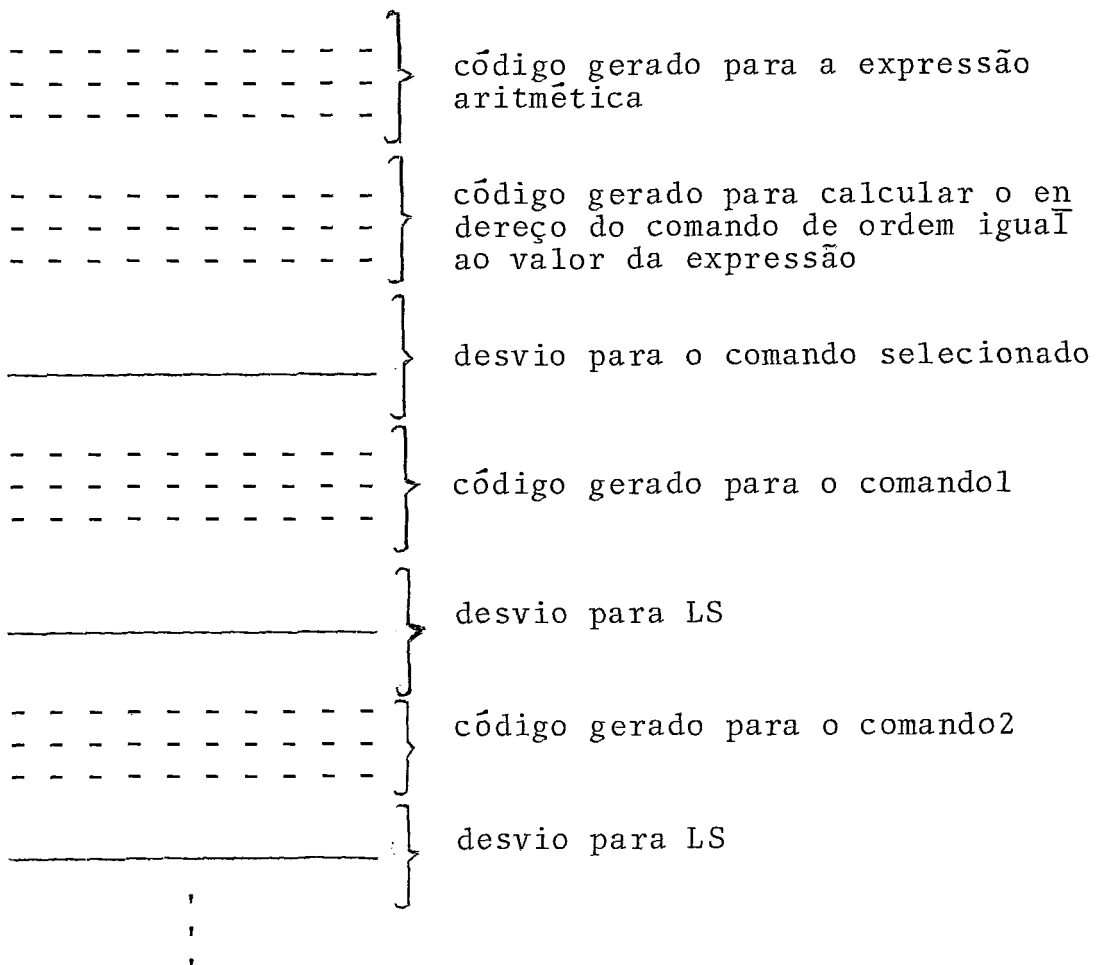 código gerado para a expressão
aritmética
código gerado para calcular o en
dereço do comando de ordem igual
ao valor da expressão
desvio para o comando selecionado
código gerado para o comando1
desvio para LS
código gerado para o comando2
desvio para LS